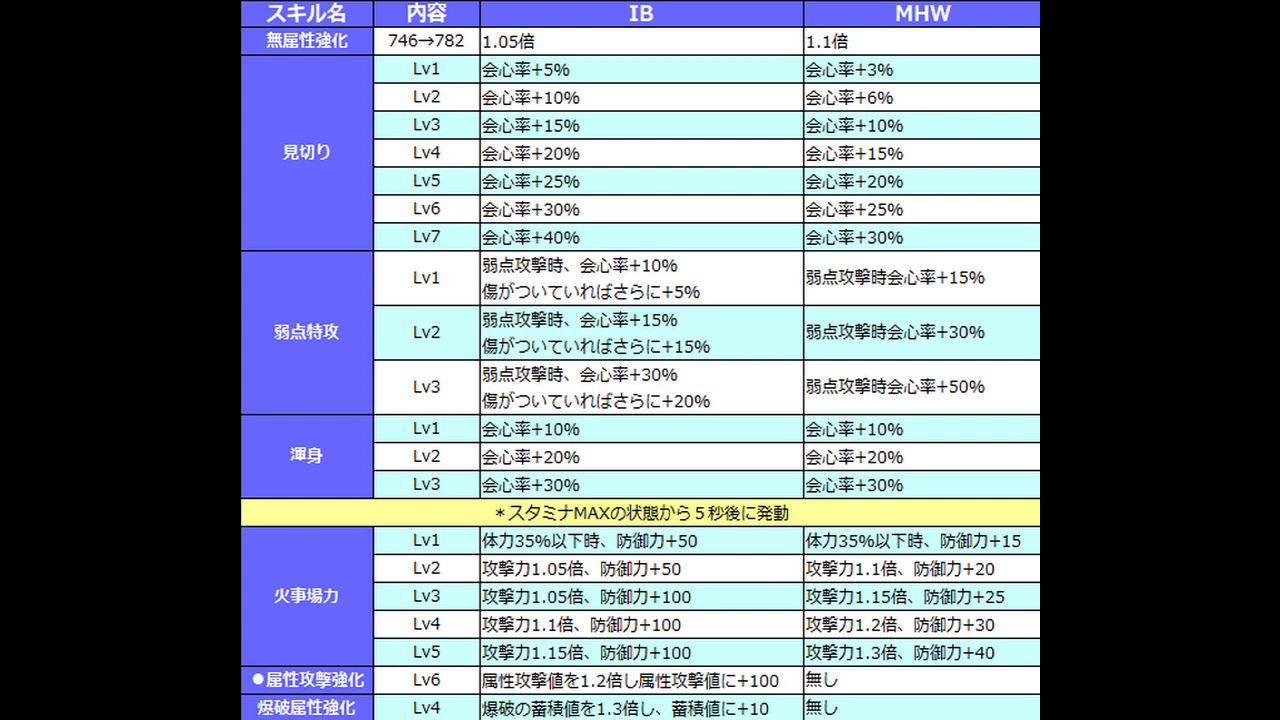 スキル名 内容 IB MHW
無属性強化 746→782 1.05倍 1.1倍
見切り
Lv1 会心率+5% 会心率+3%
Lv2 会心率+10% 会心率+6%
Lv3 会心率+15% 会心率+10%
Lv4 会心率+20% 会心率+15%
Lv5 会心率+25% 会心率+20%
Lv6 会心率+30% 会心率+25%
Lv7 会心率+40% 会心率+30%
弱点特攻
Lv1 弱点攻撃時、会心率+10%
傷がついていればさらに+5%
弱点攻撃時会心率+15%
Lv2 弱点攻撃時、会心率+15%
傷がついていればさらに+15%
弱点攻撃時会心率+30%
Lv3 弱点攻撃時、会心率+30%
傷がついていればさらに+20%
弱点攻撃時会心率+50%
渾身
Lv1 会心率+10% 会心率+10%
Lv2 会心率+20% 会心率+20%
Lv3 会心率+30% 会心率+30%
＊スタミナMAXの状態から５秒後に発動
火事場力
Lv1 体力35%以下時、防御力+50 体力35%以下時、防御力+15
Lv2 攻撃力1.05倍、防御力+50 攻撃力1.1倍、防御力+20
Lv3 攻撃力1.05倍、防御力+100 攻撃力1.15倍、防御力+25
Lv4 攻撃力1.1倍、防御力+100 攻撃力1.2倍、防御力+30
Lv5 攻撃力1.15倍、防御力+100 攻撃力1.3倍、防御力+40
●属性攻撃強化 Lv6 属性攻撃値を1.2倍し属性攻撃値に+100 無し
爆破属性強化 Lv4 爆破の蓄積値を1.3倍し、蓄積値に+10 無し